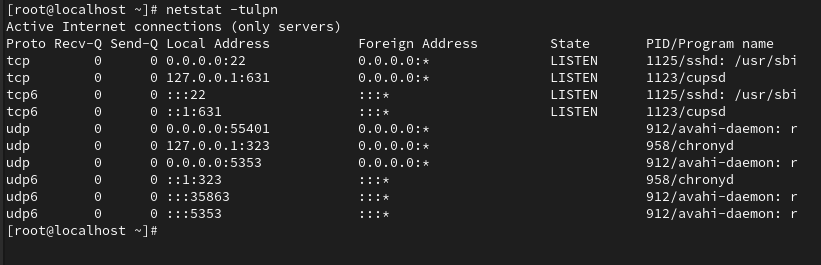 [root@localhost ~]# netstat -tulpn
Active Internet connections (only servers)
Proto Recv-Q Send-Q Local Address           Foreign Address         State       PID/Program name
tcp        0      0 0.0.0.0:22              0.0.0.0:*               LISTEN      1125/sshd: /usr/sbi
tcp        0      0 127.0.0.1:631           0.0.0.0:*               LISTEN      1123/cupsd
tcp6       0      0 :::22                   :::*                    LISTEN      1125/sshd: /usr/sbi
tcp6       0      0 ::1:631                 :::*                    LISTEN      1123/cupsd
udp        0      0 0.0.0.0:55401           0.0.0.0:*                           912/avahi-daemon: r
udp        0      0 127.0.0.1:323           0.0.0.0:*                           958/chronyd
udp        0      0 0.0.0.0:5353            0.0.0.0:*                           912/avahi-daemon: r
udp6       0      0 ::1:323                 :::*                                958/chronyd
udp6       0      0 :::35863                :::*                                912/avahi-daemon: r
udp6       0      0 :::5353                 :::*                                912/avahi-daemon: r
[root@localhost ~]#